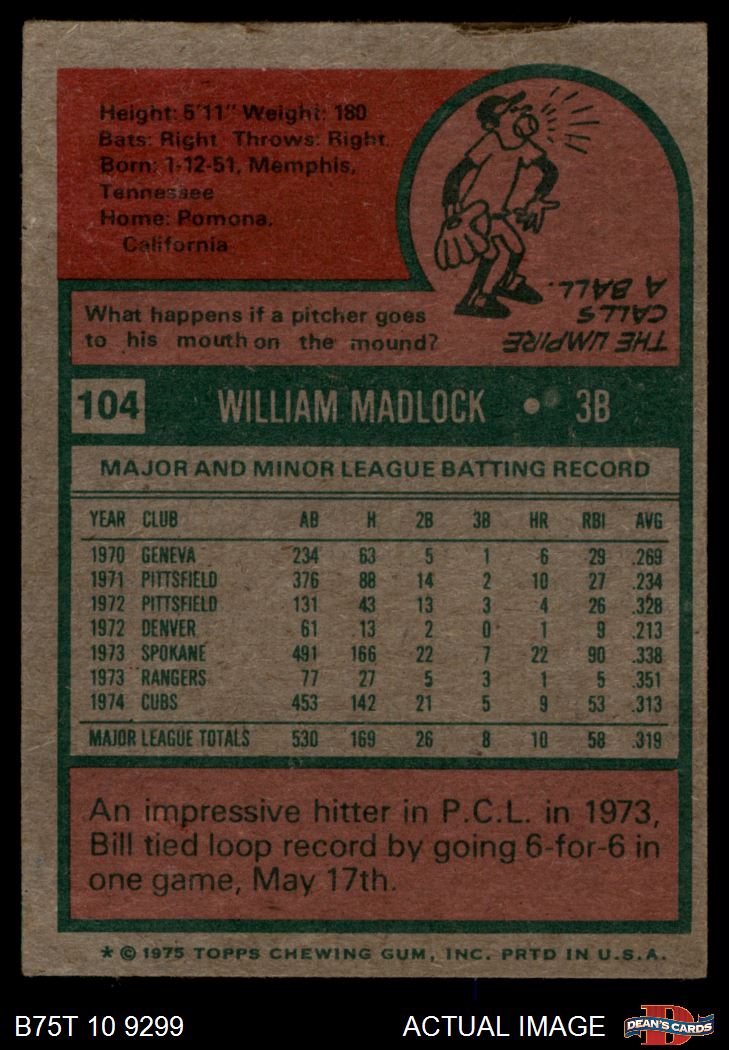 Height: 5'11" Weight: 180
Bats: Right Throws: Right.
Born: 1-12-51, Memphis,
Tennessee
Home: Pomona,
California
What happens if a pitcher goes
to his mouth on the mound?
THE UMPIRE
CALLS
A BALL.
104 WILLIAM MADLOCK • 3B
MAJOR AND MINOR LEAGUE BATTING RECORD
YEAR CLUB AB H 2B 3B HR RBI AVG
1970 GENEVA 234 63 5 1 6 29 .269
1971 PITTSFIELD 376 88 14 2 10 27 .234
1972 PITTSFIELD 131 43 13 3 4 26 .328
1972 DENVER 61 13 2 0 1 9 .213
1973 SPOKANE 491 166 22 7 22 90 .338
1973 RANGERS 77 27 5 3 1 5 .351
1974 CUBS 453 142 21 5 9 53 .313
MAJOR LEAGUE TOTALS 530 169 26 8 10 58 .319
An impressive hitter in P.C.L. in 1973,
Bill tied loop record by going 6-for-6 in
one game, May 17th.
* © 1975 TOPPS CHEWING GUM, INC. PRTD IN U.S.A.
B75T 10 9299 ACTUAL IMAGE DEAN'S CARDS